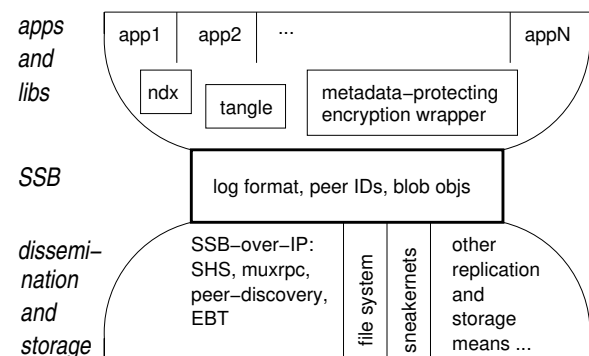 apps
and
libs
app1
app2
...
appN
ndx
tangle
metadata−protecting
encryption wrapper
SSB
log format, peer IDs, blob objs
dissemi−
nation
and
storage
SSB−over−IP:
SHS, muxrpc,
peer−discovery,
EBT
file system
sneakernets
other
replication
and
storage
means ...